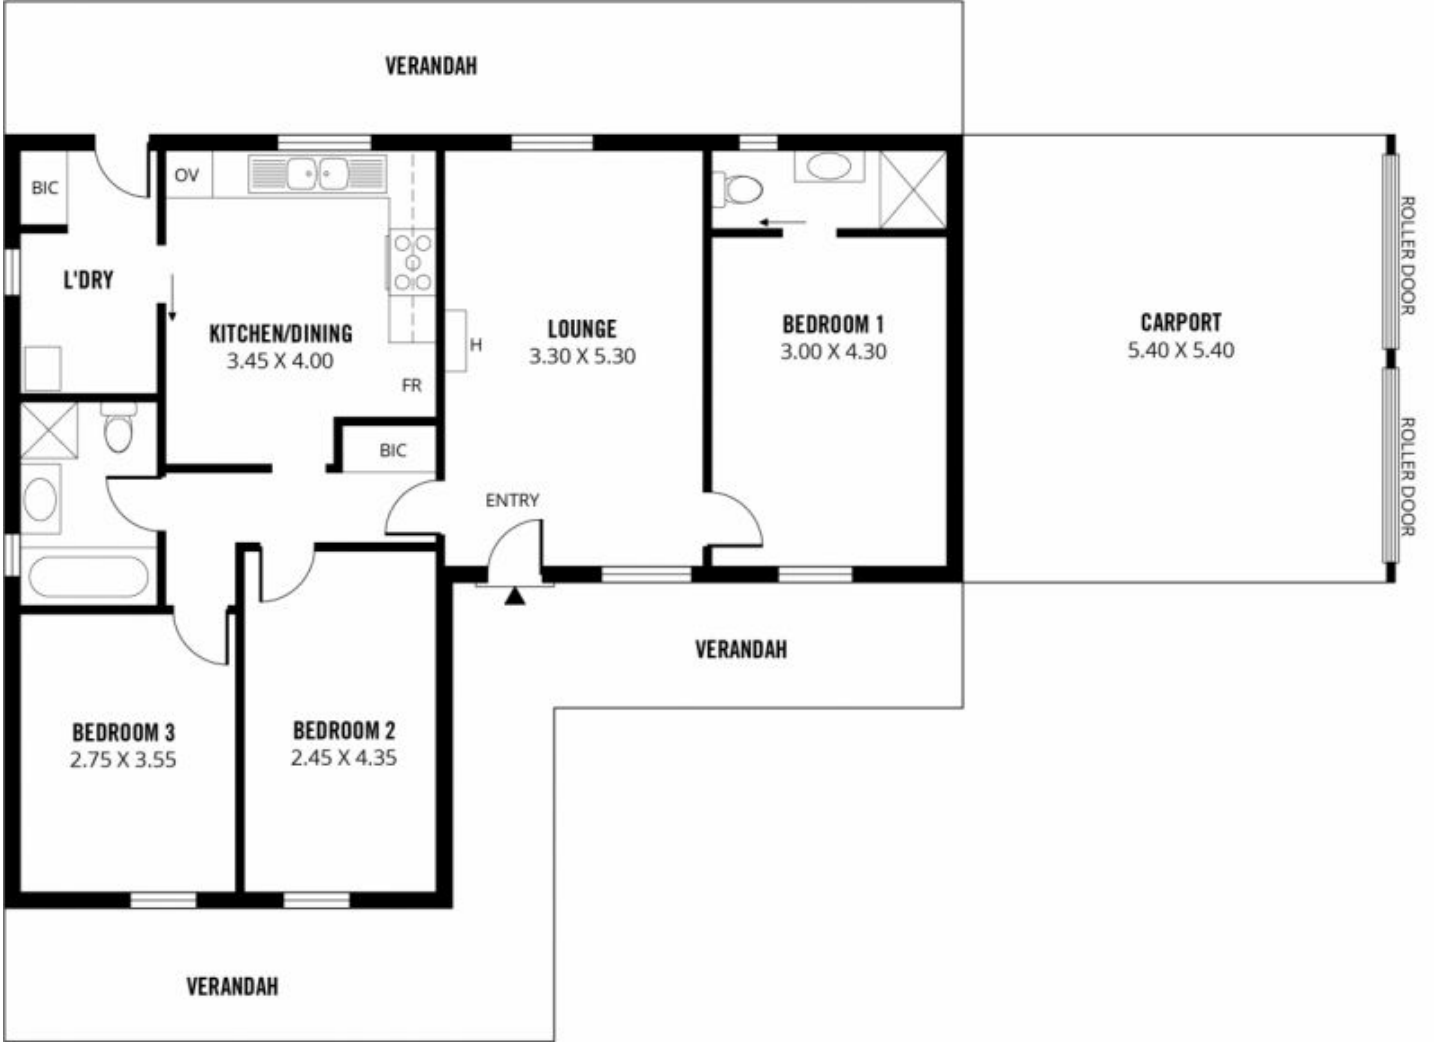 VERANDAH
BIC
OV
L'DRY
KITCHEN/DINING
3.45 X 4.00
FR
H
LOUNGE
3.30 X 5.30
BEDROOM 1
3.00 X 4.30
CARPORT
5.40 X 5.40
ROLLER DOOR
ROLLER DOOR
BIC
ENTRY
VERANDAH
BEDROOM 3
2.75 X 3.55
BEDROOM 2
2.45 X 4.35
VERANDAH